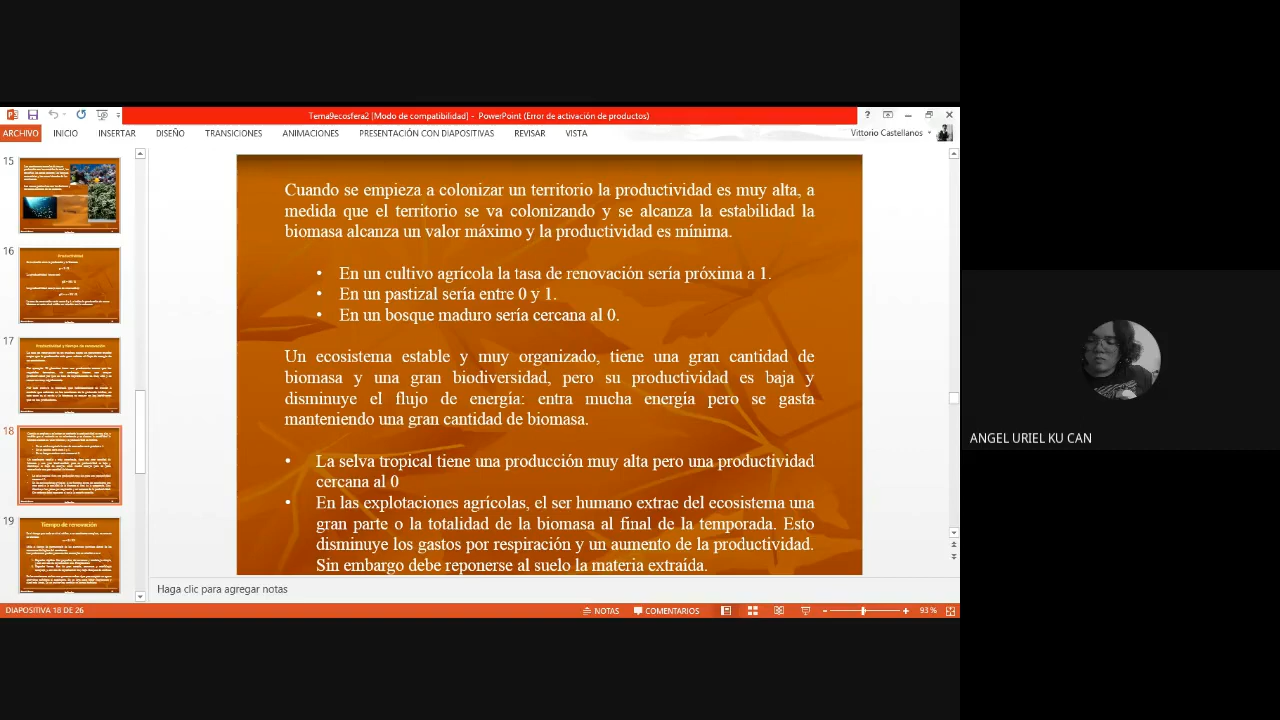 Tema9ecosfera2 [Modo de compatibilidad] - PowerPoint (Error de activación de productos)
ARCHIVO INICIO INSERTAR DISEÑO TRANSICIONES ANIMACIONES PRESENTACIÓN CON DIAPOSITIVAS REVISAR VISTA Vittorio Castellanos
15
16
Productividad
17
Productividad y tiempo de renovación
18
19
Tiempo de renovación
Cuando se empieza a colonizar un territorio la productividad es muy alta, a
medida que el territorio se va colonizando y se alcanza la estabilidad la
biomasa alcanza un valor máximo y la productividad es mínima.
• En un cultivo agrícola la tasa de renovación sería próxima a 1.
• En un pastizal sería entre 0 y 1.
• En un bosque maduro sería cercana al 0.
Un ecosistema estable y muy organizado, tiene una gran cantidad de
biomasa y una gran biodiversidad, pero su productividad es baja y
disminuye el flujo de energía: entra mucha energía pero se gasta
manteniendo una gran cantidad de biomasa.
• La selva tropical tiene una producción muy alta pero una productividad
cercana al 0
• En las explotaciones agrícolas, el ser humano extrae del ecosistema una
gran parte o la totalidad de la biomasa al final de la temporada. Esto
disminuye los gastos por respiración y un aumento de la productividad.
Sin embargo debe reponerse al suelo la materia extraída.
Haga clic para agregar notas
DIAPOSITIVA 18 DE 26 NOTAS COMENTARIOS 93 %
ANGEL URIEL KU CAN